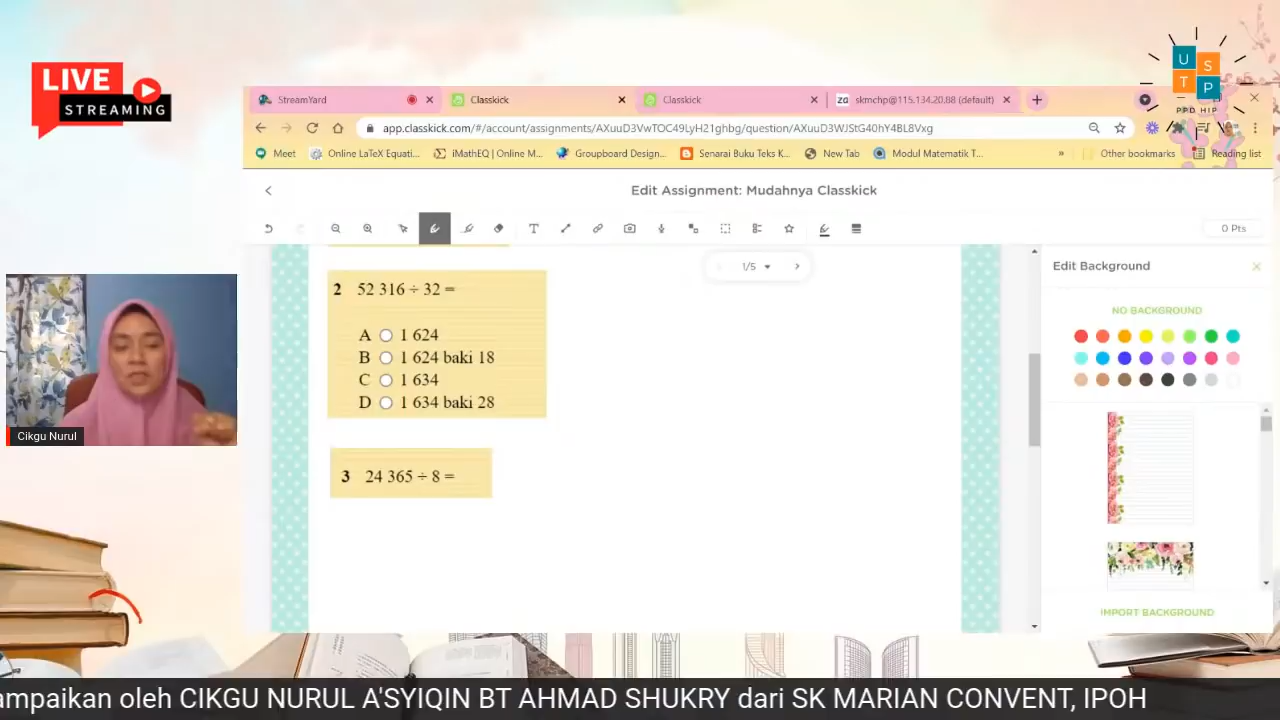 LIVE
STREAMING
U
S
T
P
PPD HIP
StreamYard
Classkick
Classkick
skmchp@115.134.20.88 (default)
app.classkick.com/#/account/assignments/AXuuD3VwTOC49LyH21ghbg/question/AXuuD3WJStG40hY4BL8Vxg
Meet
Online LaTeX Equati...
iMathEQ | Online M...
Groupboard Design...
Senarai Buku Teks K...
New Tab
Modul Matematik T...
»
Other bookmarks
Reading list
Edit Assignment: Mudahnya Classkick
0 Pts
1/5
2 52 316 ÷ 32 =
A 1 624
B 1 624 baki 18
C 1 634
D 1 634 baki 28
3 24 365 ÷ 8 =
Edit Background
NO BACKGROUND
IMPORT BACKGROUND
Cikgu Nurul
ampaikan oleh CIKGU NURUL A'SYIQIN BT AHMAD SHUKRY dari SK MARIAN CONVENT, IPOH